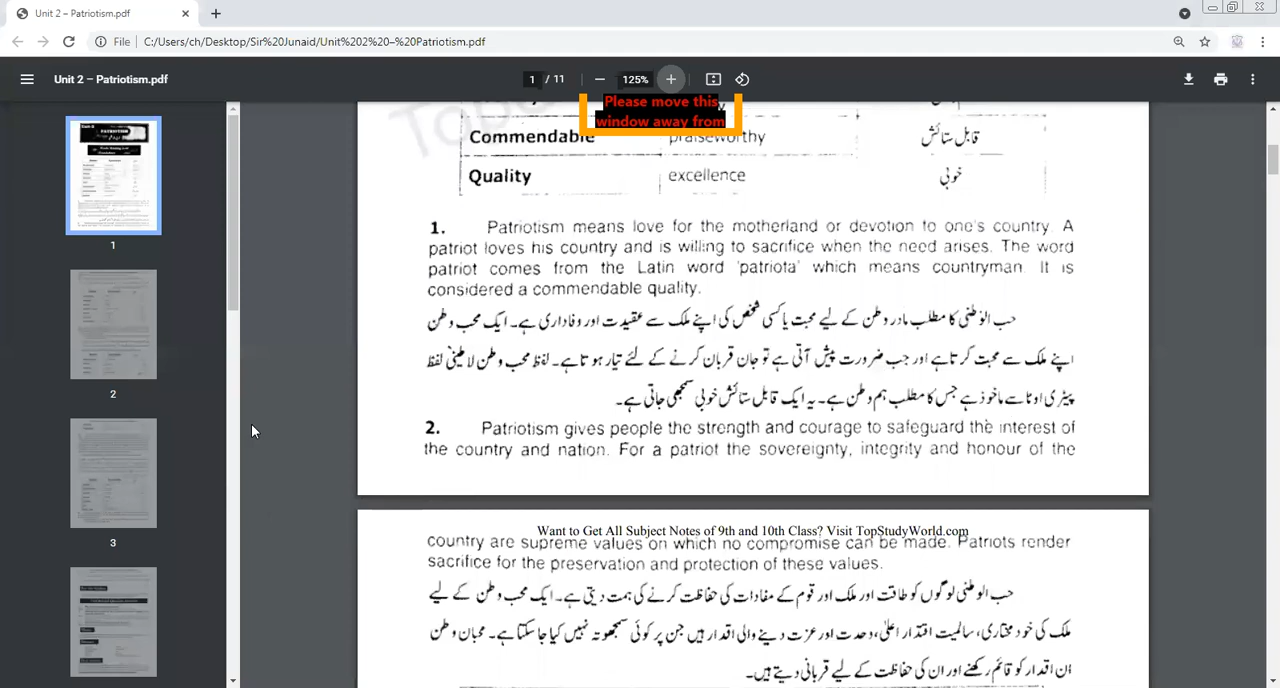 Unit 2 – Patriotism.pdf
File C:/Users/ch/Desktop/Sir%20Junaid/Unit%202%20–%20Patriotism.pdf
Unit 2 – Patriotism.pdf 1 / 11 125%
Please move this
window away from
Commendable praiseworthy قابل ستائش
Quality excellence خوبی
1. Patriotism means love for the motherland or devotion to one's country. A
patriot loves his country and is willing to sacrifice when the need arises. The word
patriot comes from the Latin word 'patriota' which means countryman. It is
considered a commendable quality.
حب الوطنی کا مطلب مادر وطن کے لیے محبت یا کسی شخص کی اپنے ملک سے عقیدت اور وفاداری ہے۔ ایک محب وطن
اپنے ملک سے محبت کرتا ہے اور جب ضرورت پیش آتی ہے تو جان قربان کرنے کے لئے تیار ہوتا ہے۔ لفظ محب وطن لاطینی لفظ
پیٹری اوٹا سے ماخوذ ہے جس کا مطلب ہم وطن ہے۔ یہ ایک قابل ستائش خوبی سمجھی جاتی ہے۔
2. Patriotism gives people the strength and courage to safeguard the interest of
the country and nation. For a patriot the sovereignty, integrity and honour of the
Want to Get All Subject Notes of 9th and 10th Class? Visit TopStudyWorld.com
country are supreme values on which no compromise can be made. Patriots render
sacrifice for the preservation and protection of these values.
حب الوطنی لوگوں کو طاقت اور ملک اور قوم کے مفادات کی حفاظت کرنے کی ہمت دیتی ہے۔ ایک محب وطن کے لیے
ملک کی خود مختاری، سالمیت اقتدار اعلیٰ، وحدت اور عزت دینے والی اقدار ہیں جن پر کوئی سمجھوتہ نہیں کیا جا سکتا ہے۔ محبان وطن
ان اقدار کو قائم رکھنے اور ان کی حفاظت کے لیے قربانی دیتے ہیں۔
1
2
3